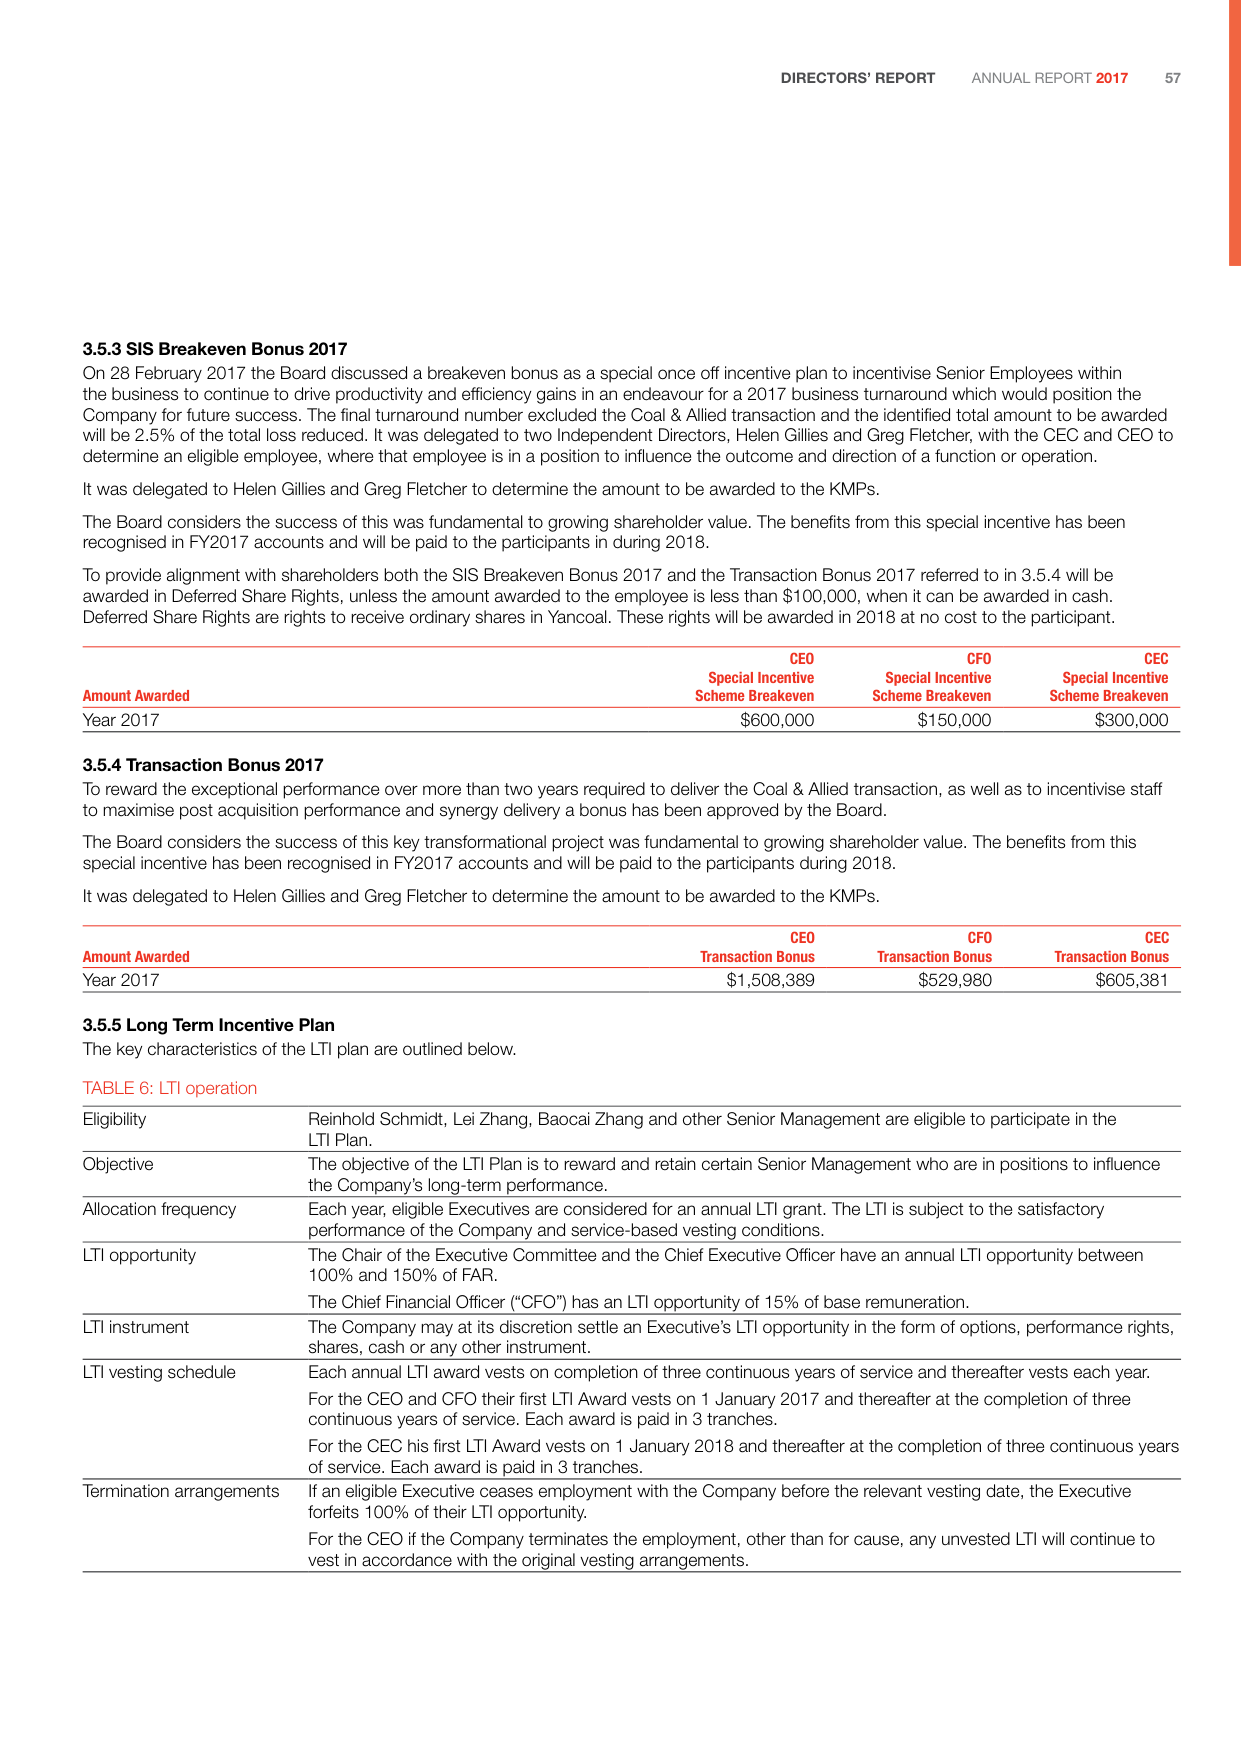 DIRECTORS' REPORT ANNUAL REPORT 2017 57
3.5.3 SIS Breakeven Bonus 2017
On 28 February 2017 the Board discussed a breakeven bonus as a special once off incentive plan to incentivise Senior Employees within
the business to continue to drive productivity and efficiency gains in an endeavour for a 2017 business turnaround which would position the
Company for future success. The final turnaround number excluded the Coal & Allied transaction and the identified total amount to be awarded
will be 2.5% of the total loss reduced. It was delegated to two Independent Directors, Helen Gillies and Greg Fletcher, with the CEC and CEO to
determine an eligible employee, where that employee is in a position to influence the outcome and direction of a function or operation.
It was delegated to Helen Gillies and Greg Fletcher to determine the amount to be awarded to the KMPs.
The Board considers the success of this was fundamental to growing shareholder value. The benefits from this special incentive has been
recognised in FY2017 accounts and will be paid to the participants in during 2018.
To provide alignment with shareholders both the SIS Breakeven Bonus 2017 and the Transaction Bonus 2017 referred to in 3.5.4 will be
awarded in Deferred Share Rights, unless the amount awarded to the employee is less than $100,000, when it can be awarded in cash.
Deferred Share Rights are rights to receive ordinary shares in Yancoal. These rights will be awarded in 2018 at no cost to the participant.
CEO CFO CEC
Special Incentive Special Incentive Special Incentive
Amount Awarded Scheme Breakeven Scheme Breakeven Scheme Breakeven
Year 2017 $600,000 $150,000 $300,000
3.5.4 Transaction Bonus 2017
To reward the exceptional performance over more than two years required to deliver the Coal & Allied transaction, as well as to incentivise staff
to maximise post acquisition performance and synergy delivery a bonus has been approved by the Board.
The Board considers the success of this key transformational project was fundamental to growing shareholder value. The benefits from this
special incentive has been recognised in FY2017 accounts and will be paid to the participants during 2018.
It was delegated to Helen Gillies and Greg Fletcher to determine the amount to be awarded to the KMPs.
CEO CFO CEC
Amount Awarded Transaction Bonus Transaction Bonus Transaction Bonus
Year 2017 $1,508,389 $529,980 $605,381
3.5.5 Long Term Incentive Plan
The key characteristics of the LTI plan are outlined below.
TABLE 6: LTI operation
Eligibility Reinhold Schmidt, Lei Zhang, Baocai Zhang and other Senior Management are eligible to participate in the
LTI Plan.
Objective The objective of the LTI Plan is to reward and retain certain Senior Management who are in positions to influence
the Company's long-term performance.
Allocation frequency Each year, eligible Executives are considered for an annual LTI grant. The LTI is subject to the satisfactory
performance of the Company and service-based vesting conditions.
LTI opportunity The Chair of the Executive Committee and the Chief Executive Officer have an annual LTI opportunity between
100% and 150% of FAR.
The Chief Financial Officer ("CFO") has an LTI opportunity of 15% of base remuneration.
LTI instrument The Company may at its discretion settle an Executive's LTI opportunity in the form of options, performance rights,
shares, cash or any other instrument.
LTI vesting schedule Each annual LTI award vests on completion of three continuous years of service and thereafter vests each year.
For the CEO and CFO their first LTI Award vests on 1 January 2017 and thereafter at the completion of three
continuous years of service. Each award is paid in 3 tranches.
For the CEC his first LTI Award vests on 1 January 2018 and thereafter at the completion of three continuous years
of service. Each award is paid in 3 tranches.
Termination arrangements If an eligible Executive ceases employment with the Company before the relevant vesting date, the Executive
forfeits 100% of their LTI opportunity.
For the CEO if the Company terminates the employment, other than for cause, any unvested LTI will continue to
vest in accordance with the original vesting arrangements.